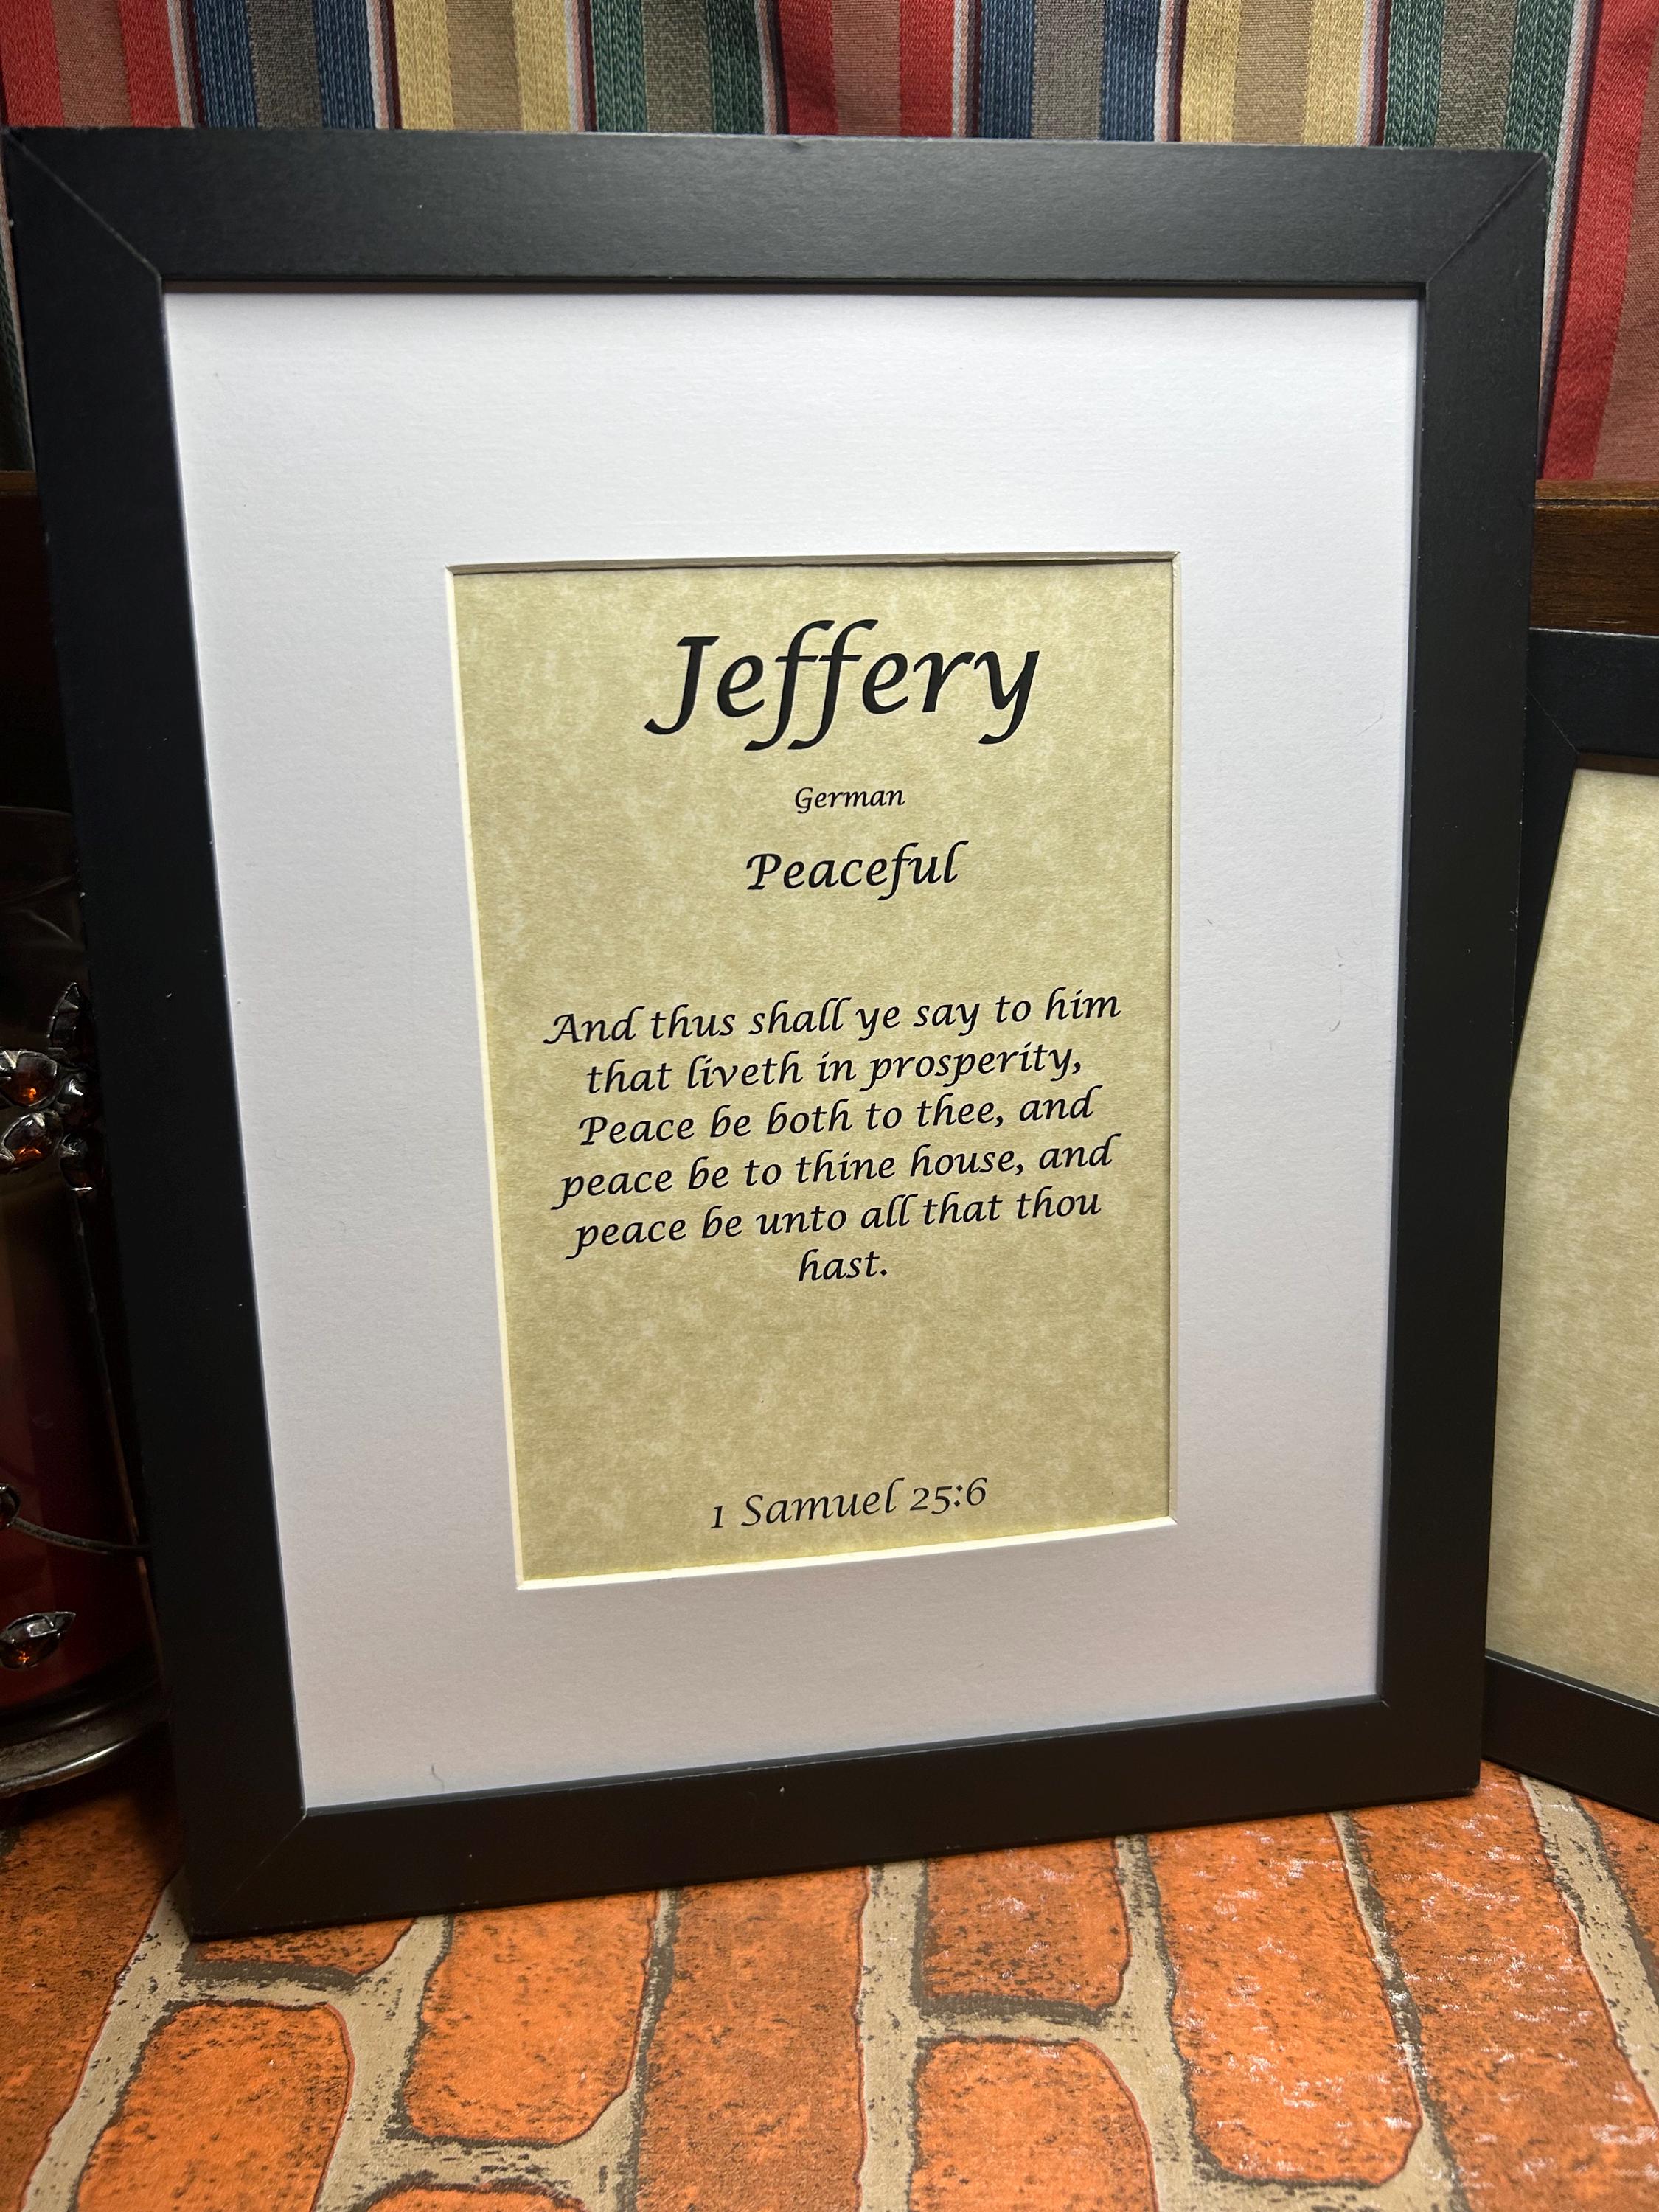 Jeffery
German
Peaceful
And thus shall ye say to him
that liveth in prosperity,
Peace be both to thee, and
peace be to thine house, and
peace be unto all that thou
hast.
1 Samuel 25:6